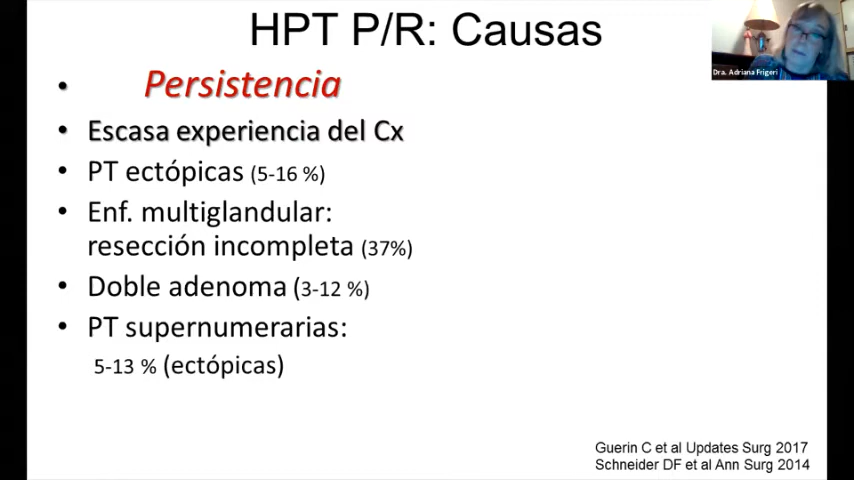 HPT P/R: Causas
Dra. Adriana Frigeri
• Persistencia
• Escasa experiencia del Cx
• PT ectópicas (5-16 %)
• Enf. multiglandular:
resección incompleta (37%)
• Doble adenoma (3-12 %)
• PT supernumerarias:
5-13 % (ectópicas)
Guerin C et al Updates Surg 2017
Schneider DF et al Ann Surg 2014